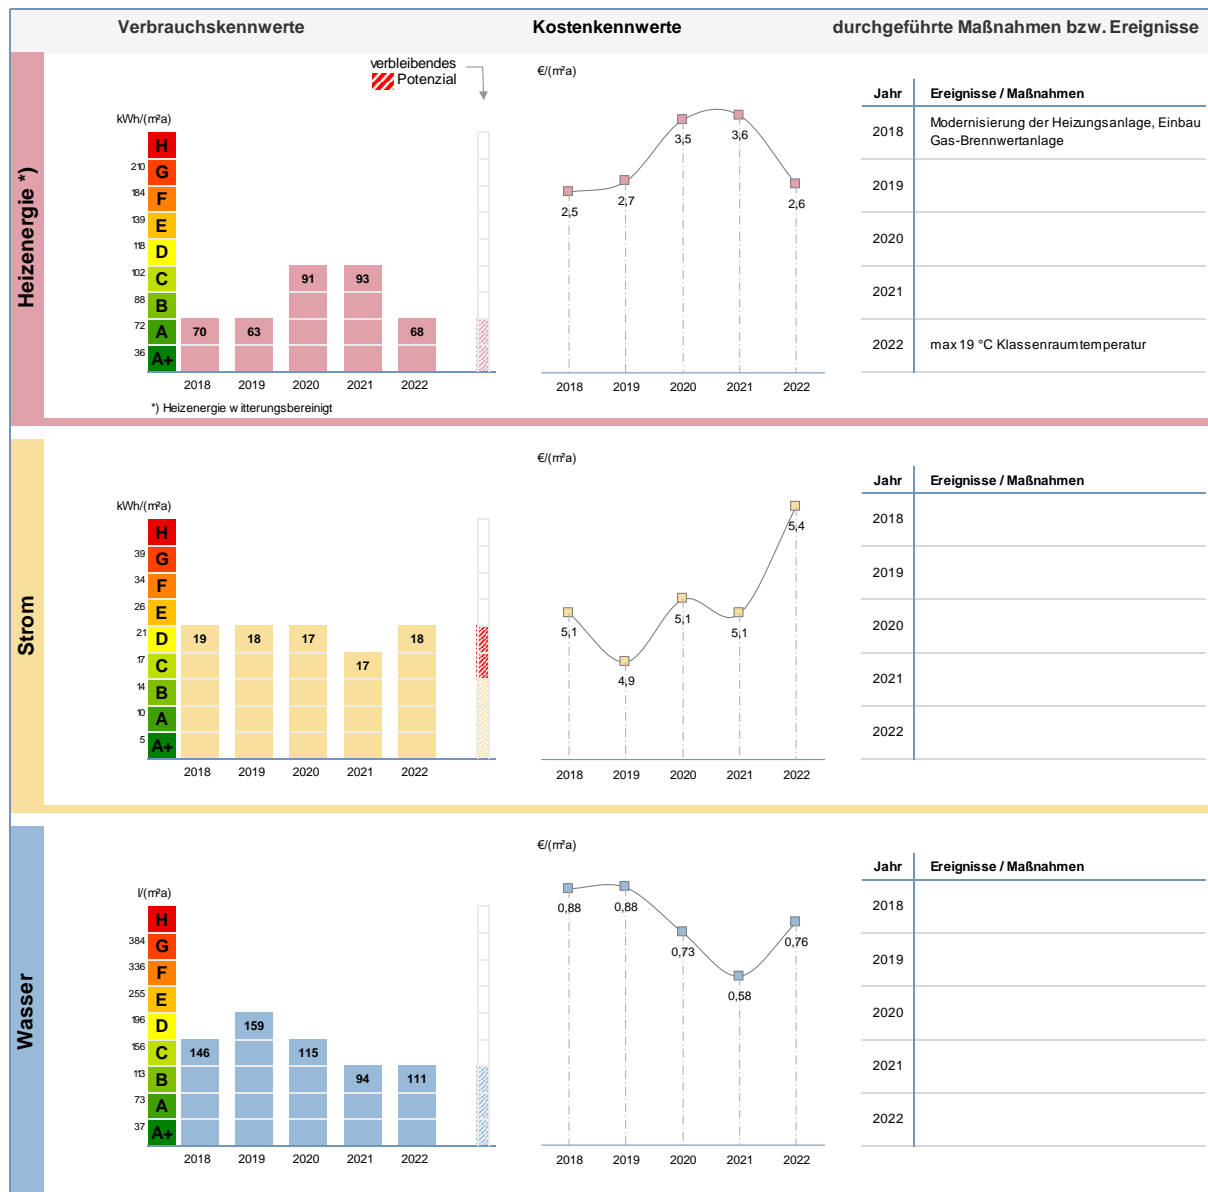 Verbrauchskennwerte
Kostenkennwerte
durchgeführte Maßnahmen bzw. Ereignisse
Heizenergie *)
verbleibendes
Potenzial
kWh/(m²a)
H
210
G
184
F
139
E
118
D
102
C
88
B
72
A
36
A+
70
63
91
93
68
2018 2019 2020 2021 2022
*) Heizenergie witterungsbereinigt
€/(m²a)
2,5
2,7
3,5
3,6
2,6
2018 2019 2020 2021 2022
Jahr Ereignisse / Maßnahmen
2018 Modernisierung der Heizungsanlage, Einbau
Gas-Brennwertanlage
2019
2020
2021
2022 max 19 °C Klassenraumtemperatur
Strom
kWh/(m²a)
H
39
G
34
F
26
E
21
D
17
C
14
B
10
A
5
A+
19
18
17
17
18
2018 2019 2020 2021 2022
€/(m²a)
5,1
4,9
5,1
5,1
5,4
2018 2019 2020 2021 2022
Jahr Ereignisse / Maßnahmen
2018
2019
2020
2021
2022
Wasser
l/(m²a)
H
384
G
336
F
255
E
196
D
156
C
113
B
73
A
37
A+
146
159
115
94
111
2018 2019 2020 2021 2022
€/(m²a)
0,88
0,88
0,73
0,58
0,76
2018 2019 2020 2021 2022
Jahr Ereignisse / Maßnahmen
2018
2019
2020
2021
2022